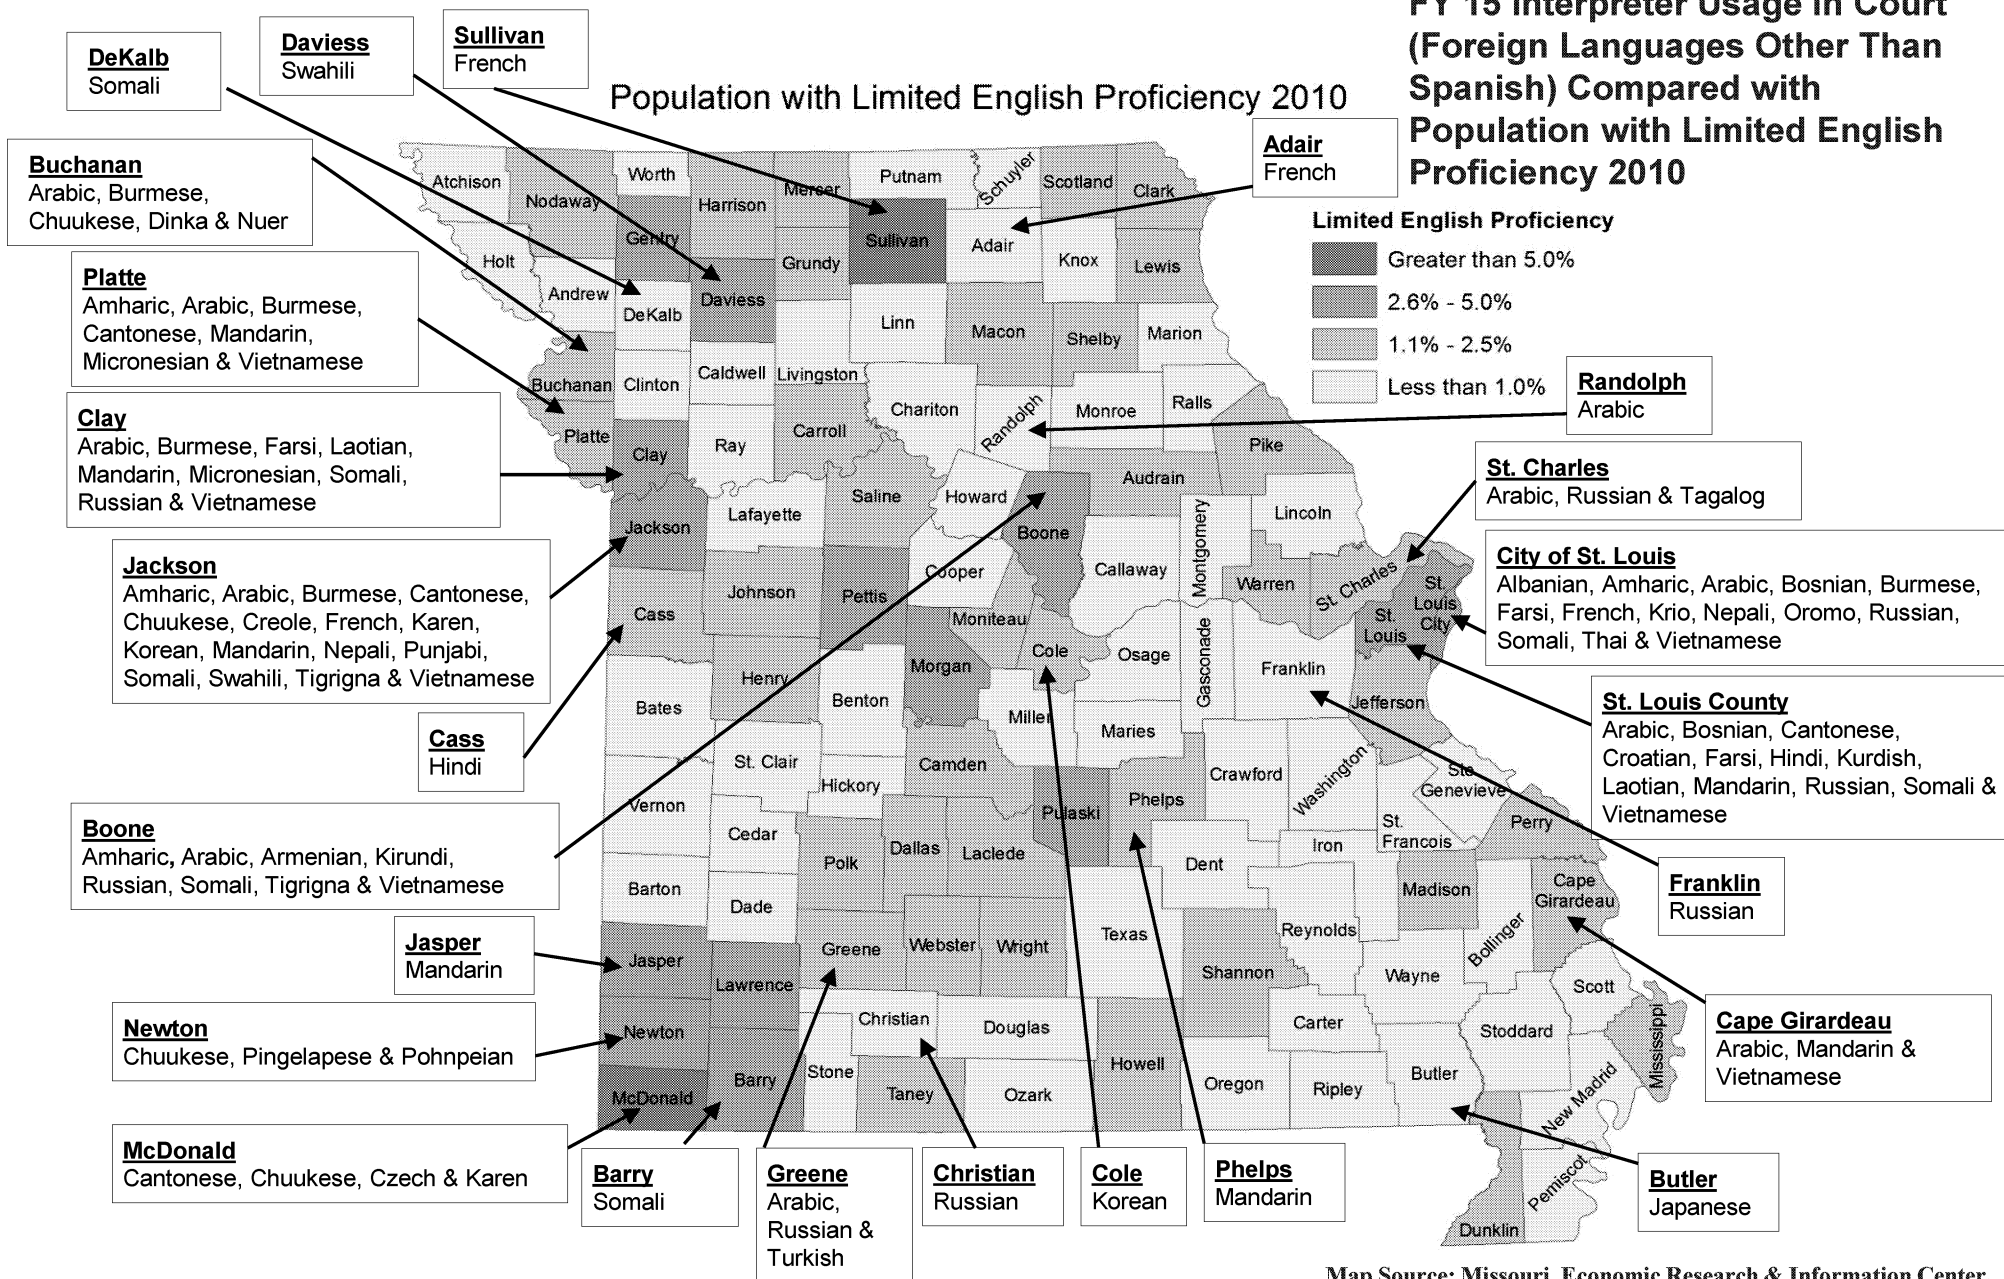 FY 15 Interpreter Usage in Court
(Foreign Languages Other Than
Spanish) Compared with
Population with Limited English
Proficiency 2010
Population with Limited English Proficiency 2010
DeKalb
Somali
Daviess
Swahili
Sullivan
French
Adair
French
Buchanan
Arabic, Burmese,
Chuukese, Dinka & Nuer
Platte
Amharic, Arabic, Burmese,
Cantonese, Mandarin,
Micronesian & Vietnamese
Clay
Arabic, Burmese, Farsi, Laotian,
Mandarin, Micronesian, Somali,
Russian & Vietnamese
Jackson
Amharic, Arabic, Burmese, Cantonese,
Chuukese, Creole, French, Karen,
Korean, Mandarin, Nepali, Punjabi,
Somali, Swahili, Tigrigna & Vietnamese
Cass
Hindi
Boone
Amharic, Arabic, Armenian, Kirundi,
Russian, Somali, Tigrigna & Vietnamese
Jasper
Mandarin
Newton
Chuukese, Pingelapese & Pohnpeian
McDonald
Cantonese, Chuukese, Czech & Karen
Barry
Somali
Greene
Arabic,
Russian &
Turkish
Christian
Russian
Cole
Korean
Phelps
Mandarin
Butler
Japanese
Cape Girardeau
Arabic, Mandarin &
Vietnamese
Franklin
Russian
St. Louis County
Arabic, Bosnian, Cantonese,
Croatian, Farsi, Hindi, Kurdish,
Laotian, Mandarin, Russian, Somali &
Vietnamese
City of St. Louis
Albanian, Amharic, Arabic, Bosnian, Burmese,
Farsi, French, Krio, Nepali, Oromo, Russian,
Somali, Thai & Vietnamese
St. Charles
Arabic, Russian & Tagalog
Randolph
Arabic
Limited English Proficiency
Greater than 5.0%
2.6% - 5.0%
1.1% - 2.5%
Less than 1.0%
Atchison
Nodaway
Worth
Harrison
Mercer
Putnam
Schuyler
Scotland
Clark
Gentry
Sullivan
Adair
Knox
Lewis
Holt
Andrew
DeKalb
Daviess
Grundy
Linn
Macon
Shelby
Marion
Buchanan
Clinton
Caldwell
Livingston
Chariton
Randolph
Monroe
Ralls
Platte
Clay
Ray
Carroll
Pike
Audrain
Jackson
Lafayette
Saline
Howard
Boone
Callaway
Montgomery
Lincoln
Cass
Johnson
Pettis
Cooper
Moniteau
Warren
St. Charles
St.
Louis
City
St.
Louis
Cole
Osage
Gasconade
Franklin
Jefferson
Bates
Henry
Benton
Morgan
Miller
Maries
St. Clair
Hickory
Camden
Pulaski
Phelps
Crawford
Washington
Ste
Genevieve
St.
Francois
Perry
Vernon
Cedar
Polk
Dallas
Laclede
Dent
Iron
Madison
Bollinger
Cape
Girardeau
Barton
Dade
Greene
Webster
Wright
Texas
Shannon
Reynolds
Wayne
Scott
Jasper
Lawrence
Christian
Douglas
Howell
Carter
Stoddard
Mississippi
Newton
McDonald
Barry
Stone
Taney
Ozark
Oregon
Ripley
Butler
New Madrid
Pemiscot
Dunklin
Map Source: Missouri Economic Research & Information Center